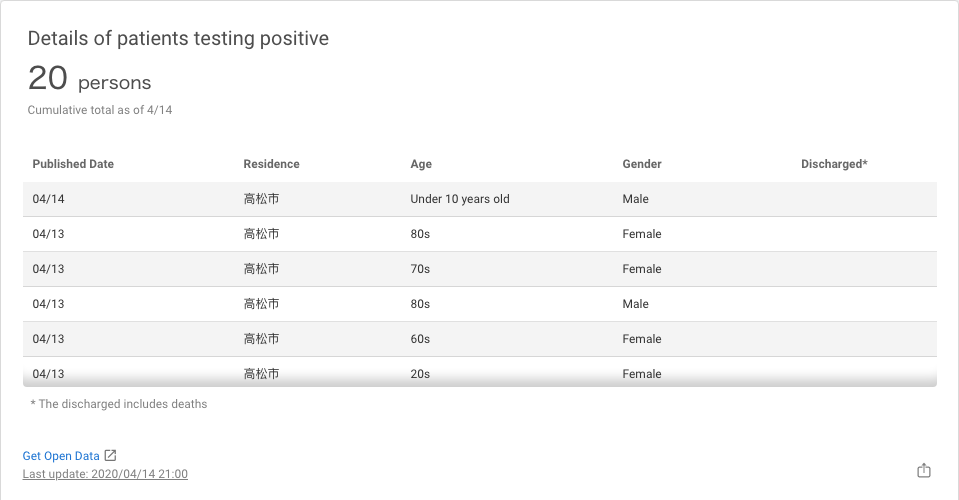 Details of patients testing positive
20 persons
Cumulative total as of 4/14
Published Date Residence Age Gender Discharged*
04/14 高松市 Under 10 years old Male
04/13 高松市 80s Female
04/13 高松市 70s Female
04/13 高松市 80s Male
04/13 高松市 60s Female
04/13 高松市 20s Female
* The discharged includes deaths
Get Open Data
Last update: 2020/04/14 21:00